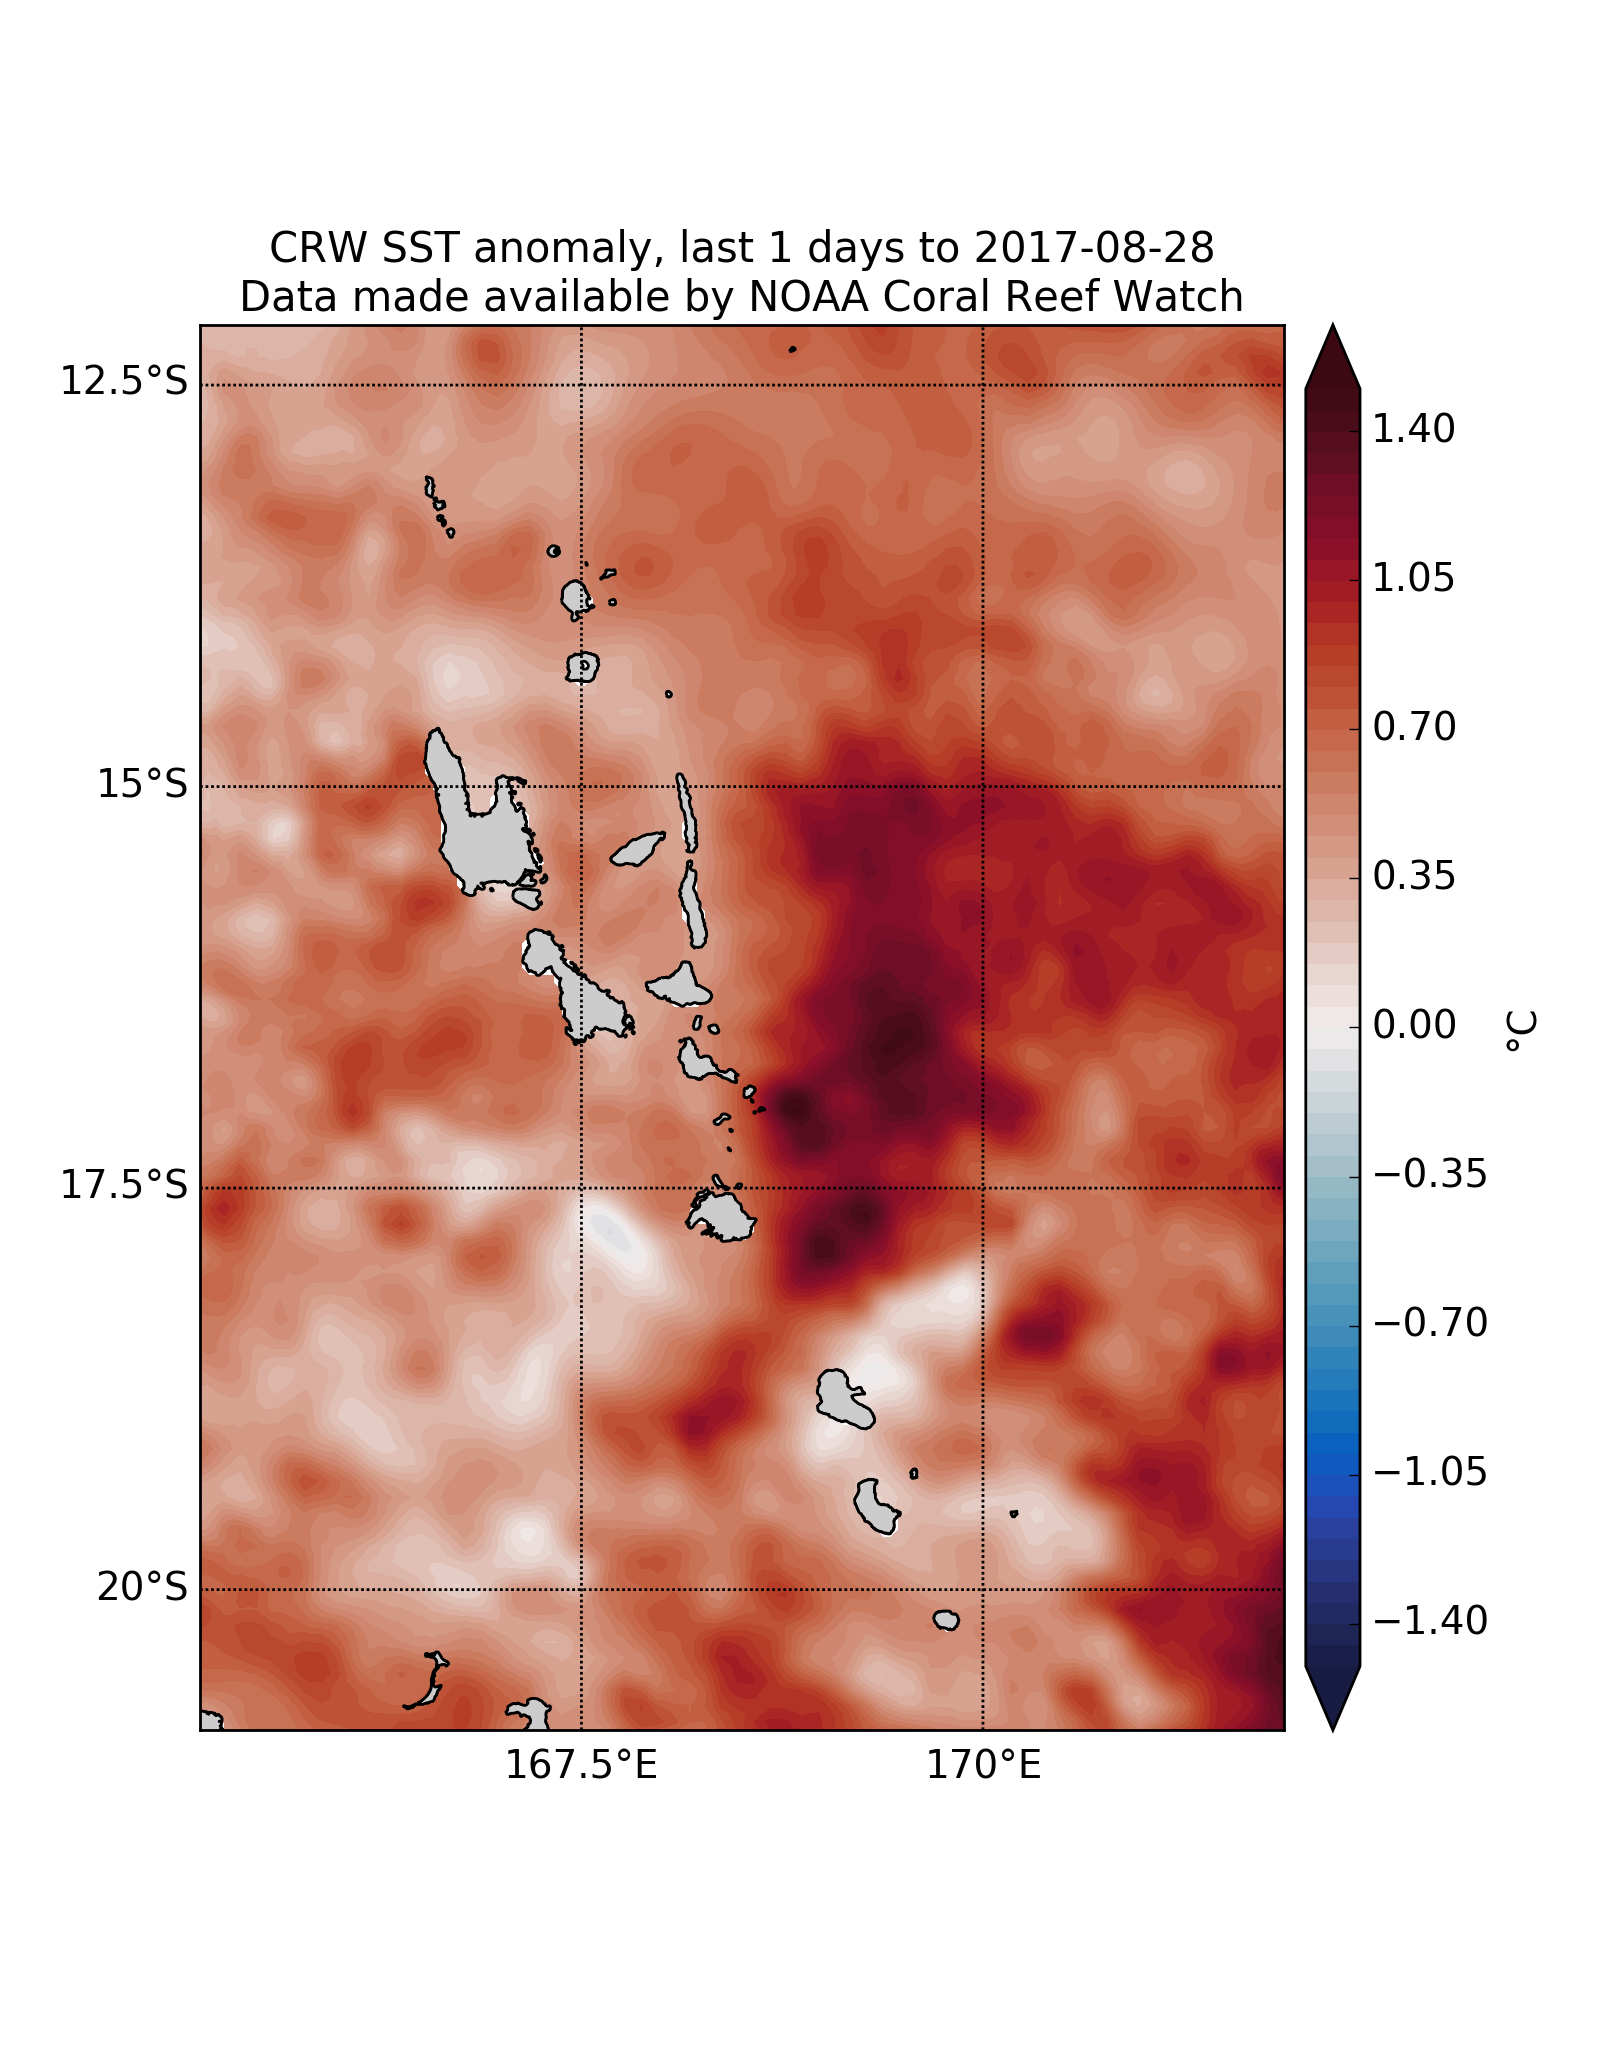 CRW SST anomaly, last 1 days to 2017-08-28
Data made available by NOAA Coral Reef Watch
12.5°S
15°S
17.5°S
20°S
167.5°E
170°E
1.40
1.05
0.70
0.35
0.00
−0.35
−0.70
−1.05
−1.40
°C